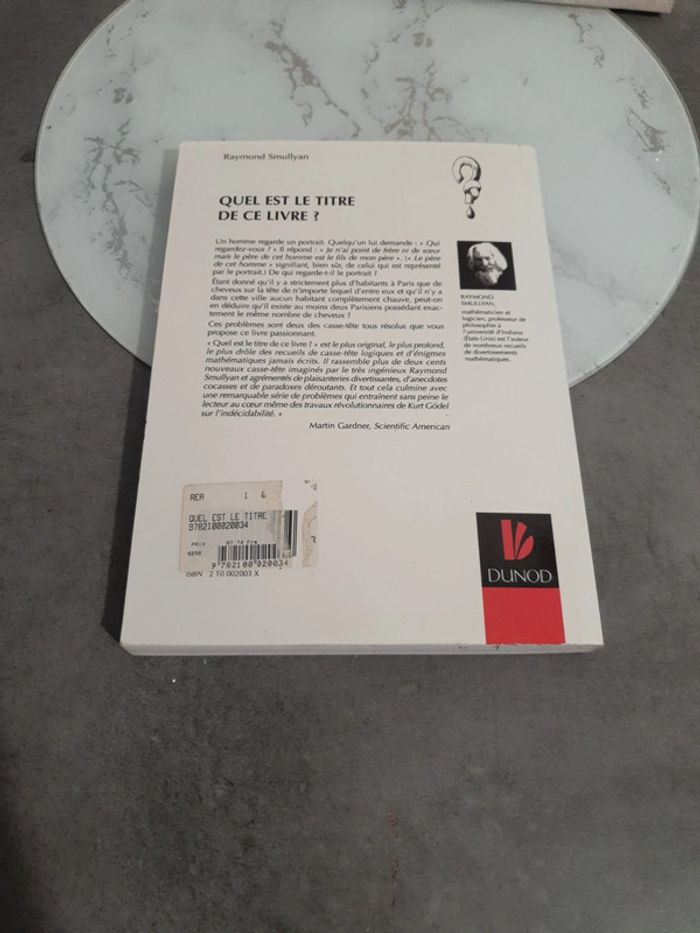 Raymond Smullyan
QUEL EST LE TITRE
DE CE LIVRE ?
Un homme regarde un portrait. Quelqu'un lui demande : « Qui
regardez-vous ? » Il répond : « Je n'ai point de frère ni de sœur
mais le père de cet homme est le fils de mon père ». (« Le père
de cet homme » signifiant, bien sûr, de celui qui est représenté
par le portrait.) De qui regarde-t-il le portrait ?
Étant donné qu'il y a strictement plus d'habitants à Paris que de
cheveux sur la tête de n'importe lequel d'entre eux et qu'il n'y a
dans cette ville aucun habitant complètement chauve, peut-on
en déduire qu'il existe au moins deux Parisiens possédant exac-
tement le même nombre de cheveux ?
Ces problèmes sont deux des casse-tête tous résolus que vous
propose ce livre passionnant.
« Quel est le titre de ce livre ? » est le plus original, le plus profond,
le plus drôle des recueils de casse-tête logiques et d'énigmes
mathématiques jamais écrits. Il rassemble plus de deux cents
nouveaux casse-tête imaginés par le très ingénieux Raymond
Smullyan et agrémentés de plaisanteries divertissantes, d'anecdotes
cocasses et de paradoxes déroutants. Et tout cela culmine avec
une remarquable série de problèmes qui entraînent sans peine le
lecteur au cœur même des travaux révolutionnaires de Kurt Gödel
sur l'indécidabilité. »
Martin Gardner, Scientific American
RAYMOND
SMULLYAN,
mathématicien et
logicien, professeur de
philosophie à
l'université d'Indiana
(États-Unis) est l'auteur
de nombreux recueils
de divertissements
mathématiques.
REA 1 6
QUEL EST LE TITRE
9782100020034
PRIX
9 782100 020034
ISBN 2 10 002003 X
DUNOD